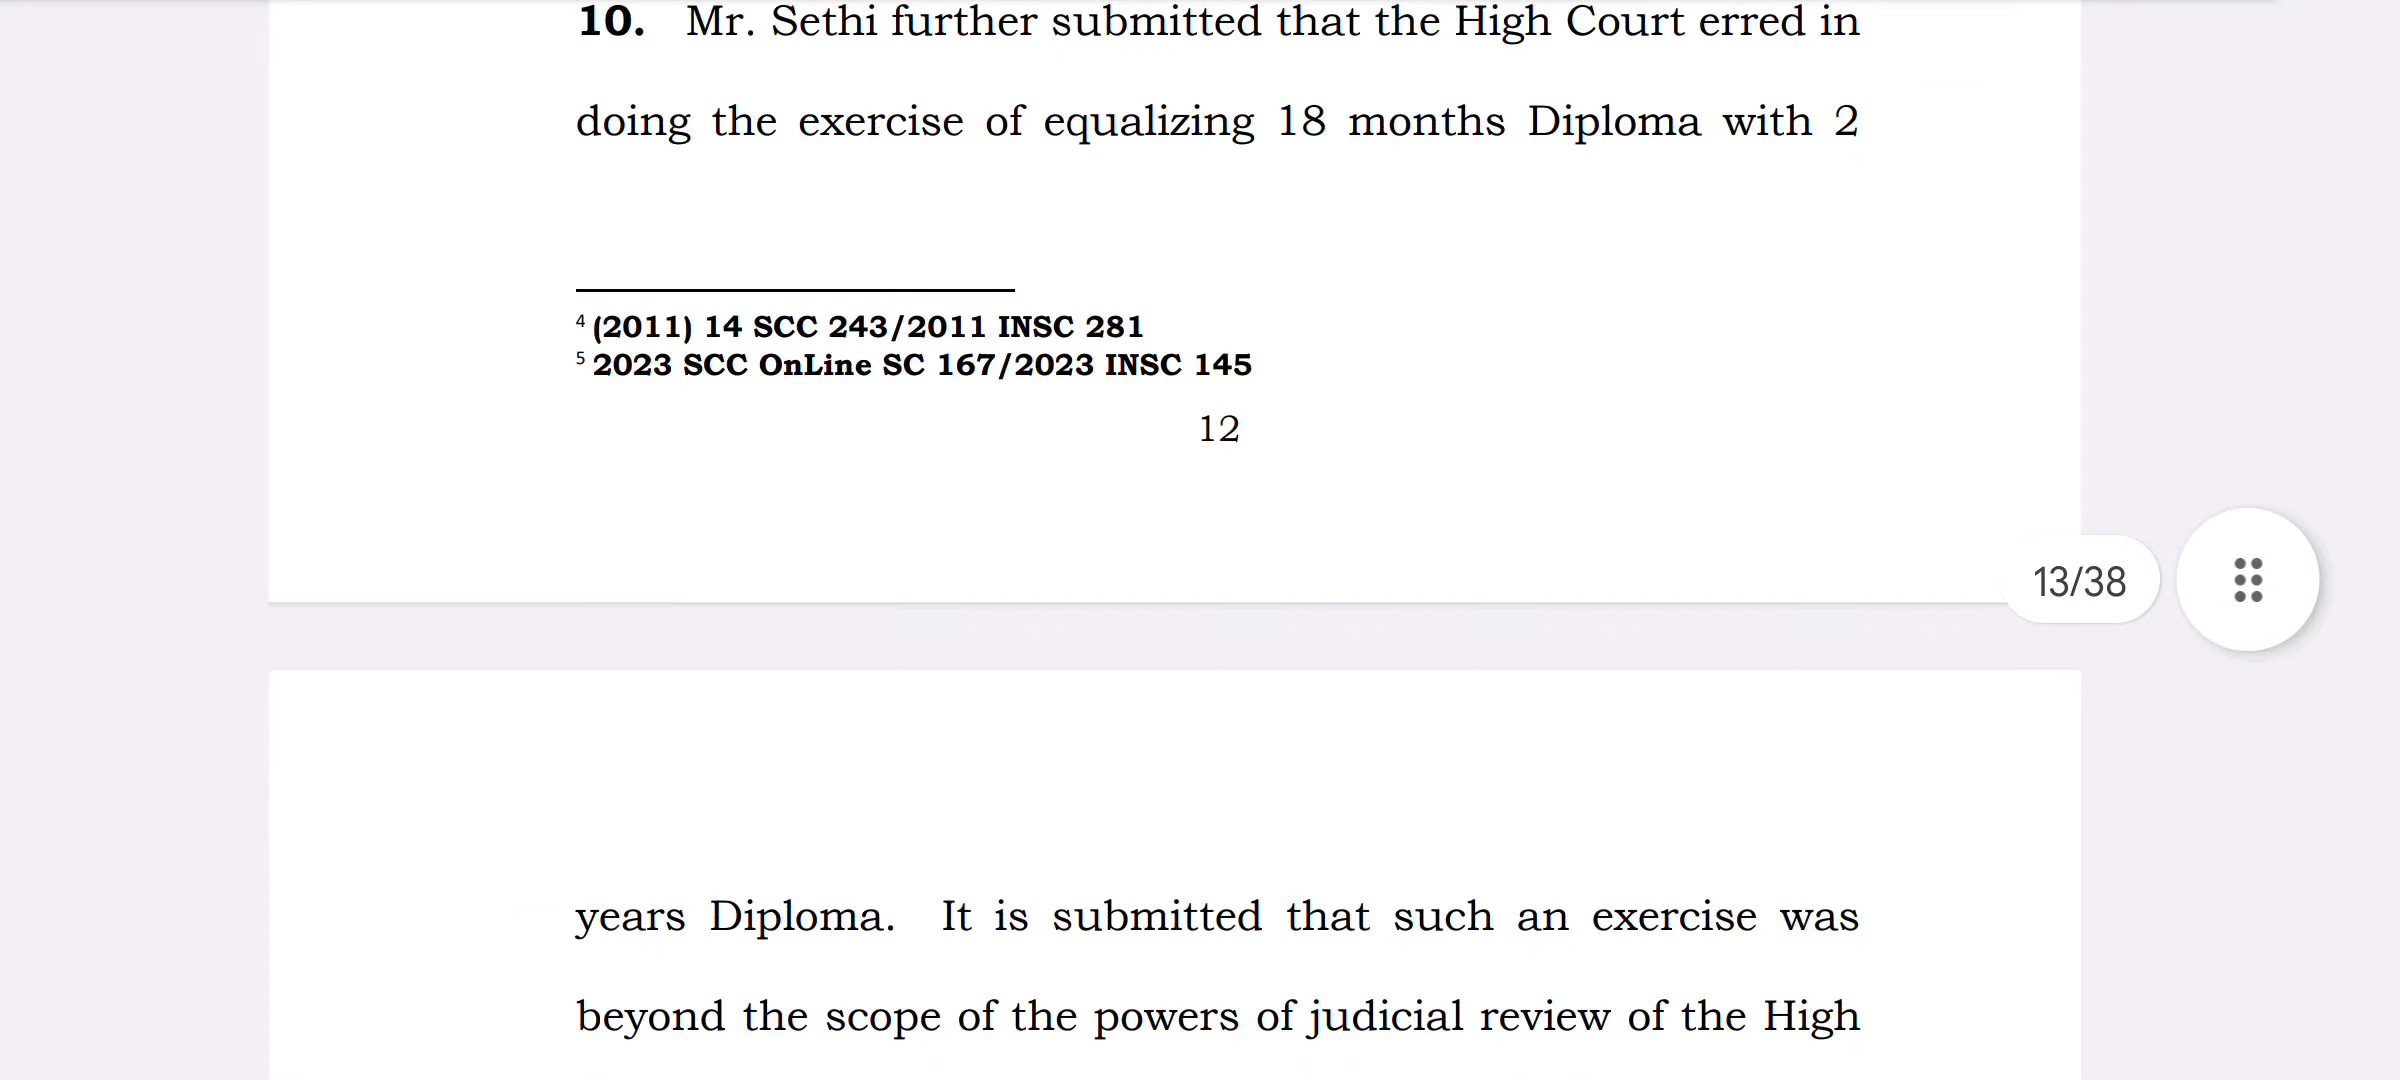 10. Mr. Sethi further submitted that the High Court erred in
doing the exercise of equalizing 18 months Diploma with 2
4 (2011) 14 SCC 243/2011 INSC 281
5 2023 SCC OnLine SC 167/2023 INSC 145
12
13/38
years Diploma. It is submitted that such an exercise was
beyond the scope of the powers of judicial review of the High